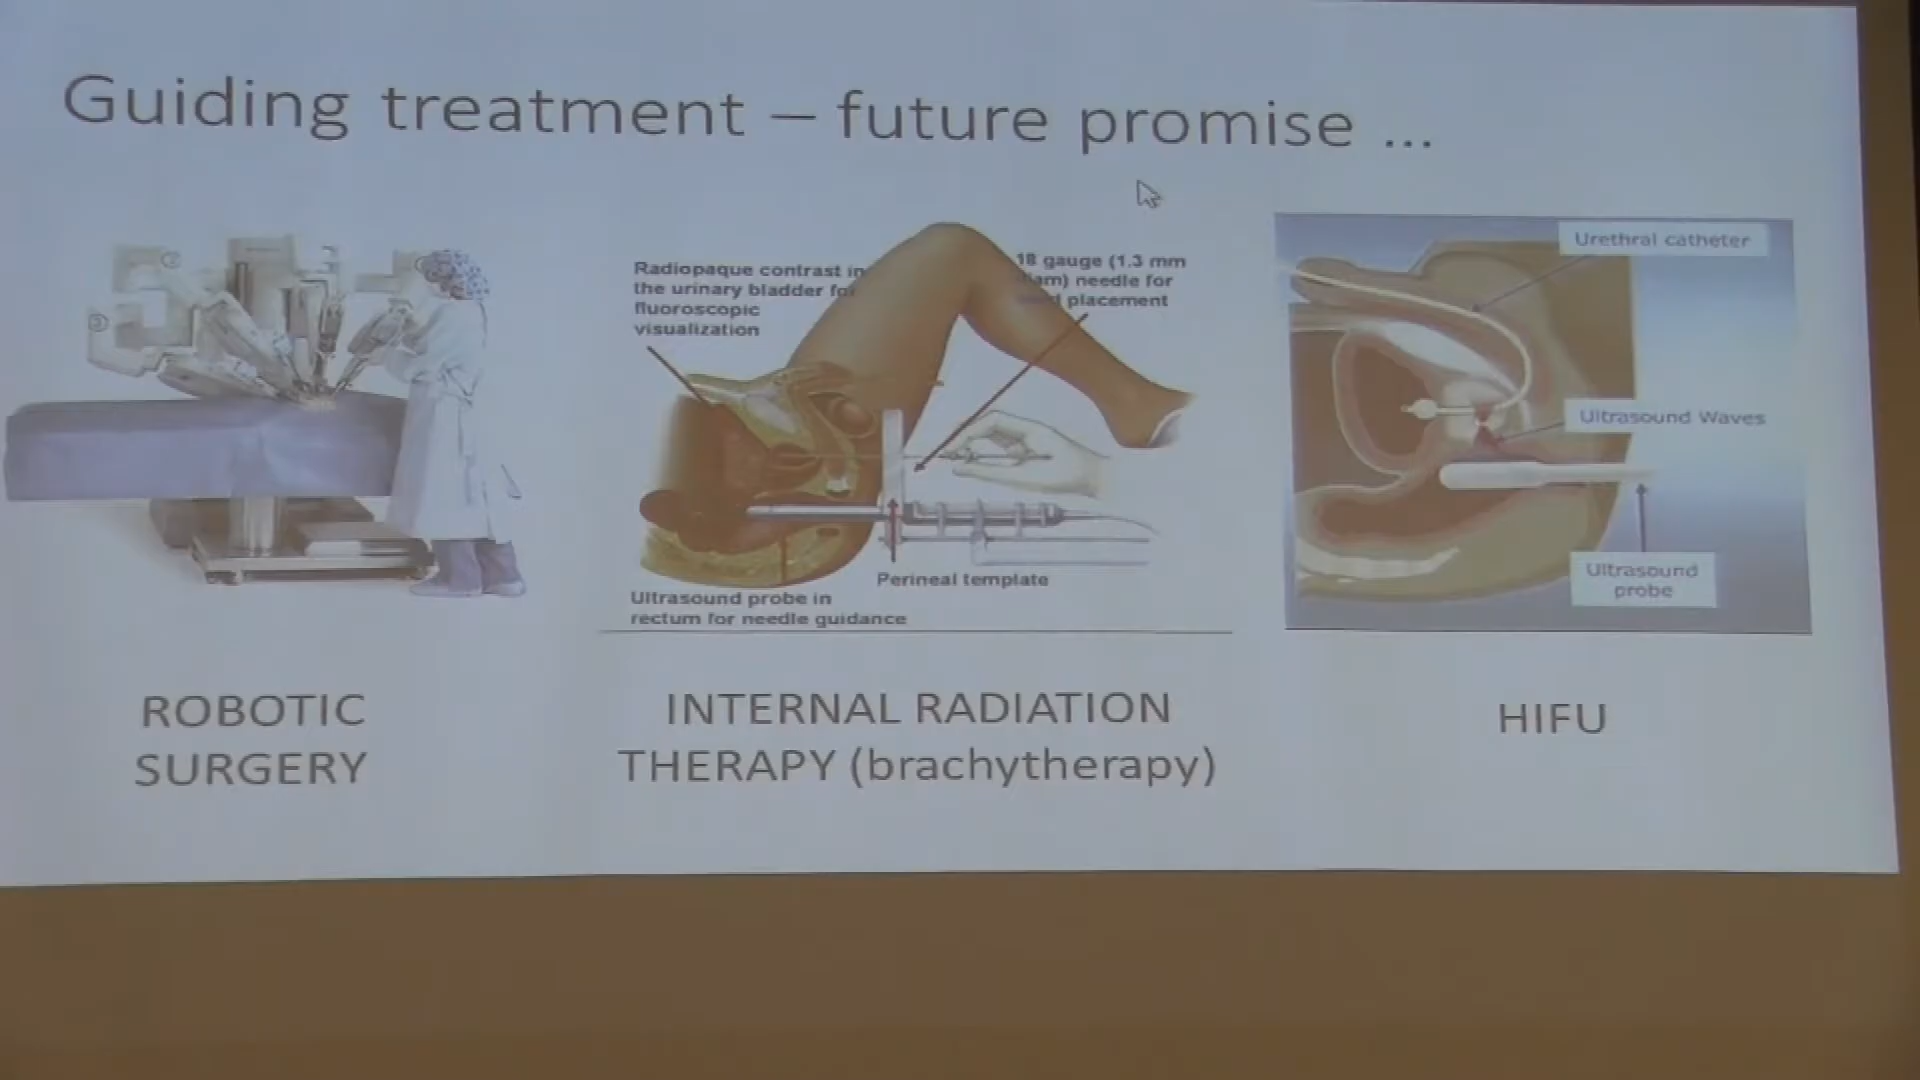 Guiding treatment – future promise ...
Radiopaque contrast in
the urinary bladder for
fluoroscopic
visualization
18 gauge (1.3 mm
needle for
placement
Perineal template
Ultrasound probe in
rectum for needle guidance
Urethral catheter
Ultrasound Waves
Ultrasound
probe
ROBOTIC
SURGERY
INTERNAL RADIATION
THERAPY (brachytherapy)
HIFU